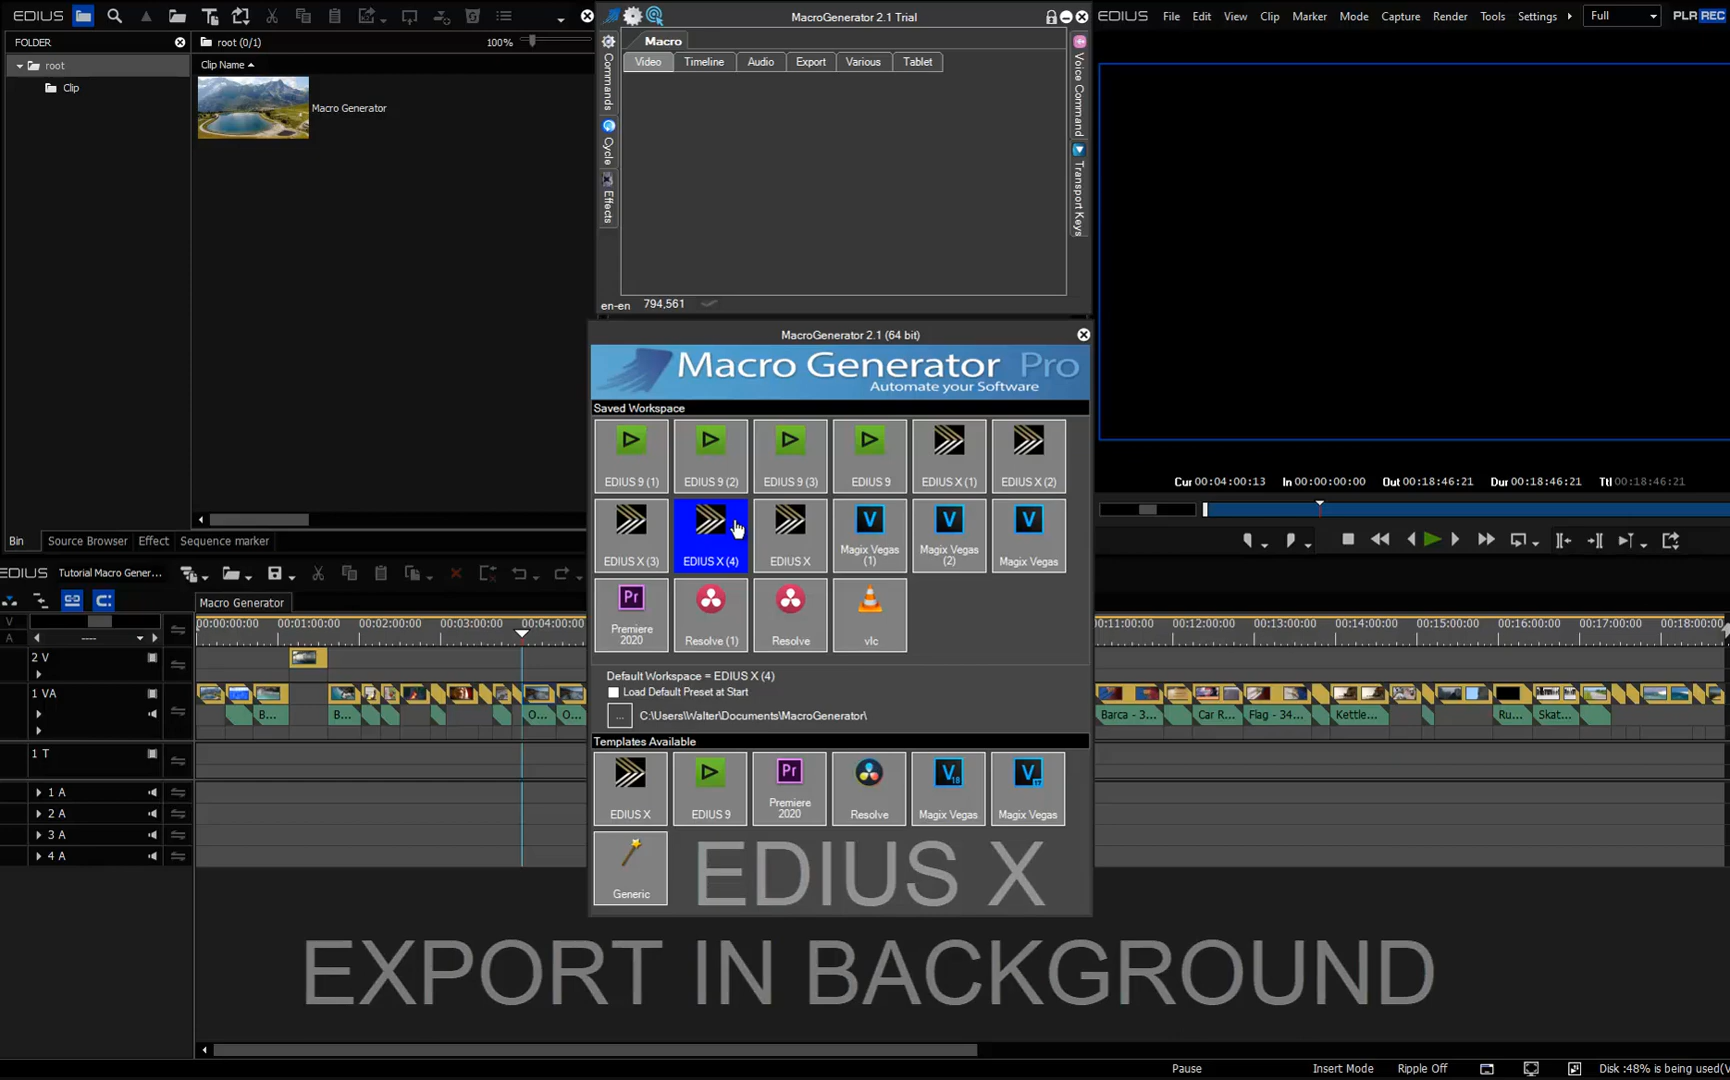 EDIUS
MacroGenerator 2.1 Trial
EDIUS File Edit View Clip Marker Mode Capture Render Tools Settings Full PLR REC
FOLDER
root (0/1) 100%
root
Clip Name
Clip
Macro Generator
Macro
Video Timeline Audio Export Various Tablet
Commands
Cycle
Effects
Voice Command
Transport Keys
en-en 794,561
MacroGenerator 2.1 (64 bit)
Macro Generator Pro
Automate your Software
Saved Workspace
EDIUS 9 (1) EDIUS 9 (2) EDIUS 9 (3) EDIUS 9 EDIUS X (1) EDIUS X (2)
EDIUS X (3) EDIUS X (4) EDIUS X Magix Vegas (1) Magix Vegas (2) Magix Vegas
Premiere 2020 Resolve (1) Resolve vlc
Default Workspace = EDIUS X (4)
Load Default Preset at Start
... C:\Users\Walter\Documents\MacroGenerator\
Templates Available
EDIUS X EDIUS 9 Premiere 2020 Resolve Magix Vegas Magix Vegas
Generic
Cur 00:04:00:13 In 00:00:00:00 Out 00:18:46:21 Dur 00:18:46:21 Ttl 00:18:46:21
Bin Source Browser Effect Sequence marker
EDIUS Tutorial Macro Gener...
Macro Generator
V
A
----
00:00:00:00 00:01:00:00 00:02:00:00 00:03:00:00 00:04:00:00
00:11:00:00 00:12:00:00 00:13:00:00 00:14:00:00 00:15:00:00 00:16:00:00 00:17:00:00 00:18:00:00
2 V
1 VA
B... B... O... O...
Barca - 3... Car R... Flag - 34... Kettle... Ru... Skat...
1 T
1 A
2 A
3 A
4 A
EDIUS X
EXPORT IN BACKGROUND
Pause Insert Mode Ripple Off Disk :48% is being used(V